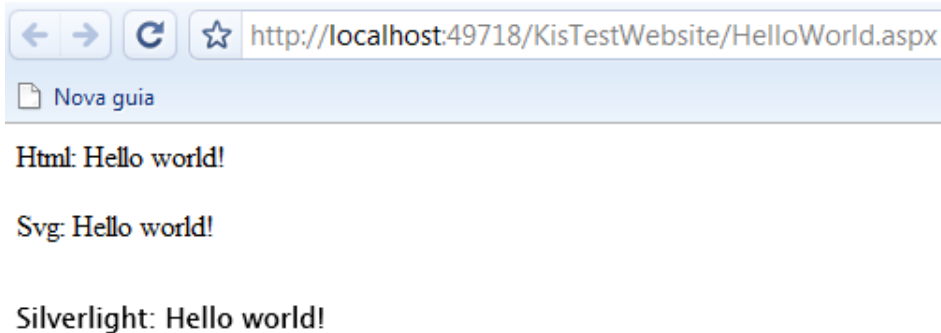 http://localhost:49718/KisTestWebsite/HelloWorld.aspx
Nova guia
Html: Hello world!
Svg: Hello world!
Silverlight: Hello world!